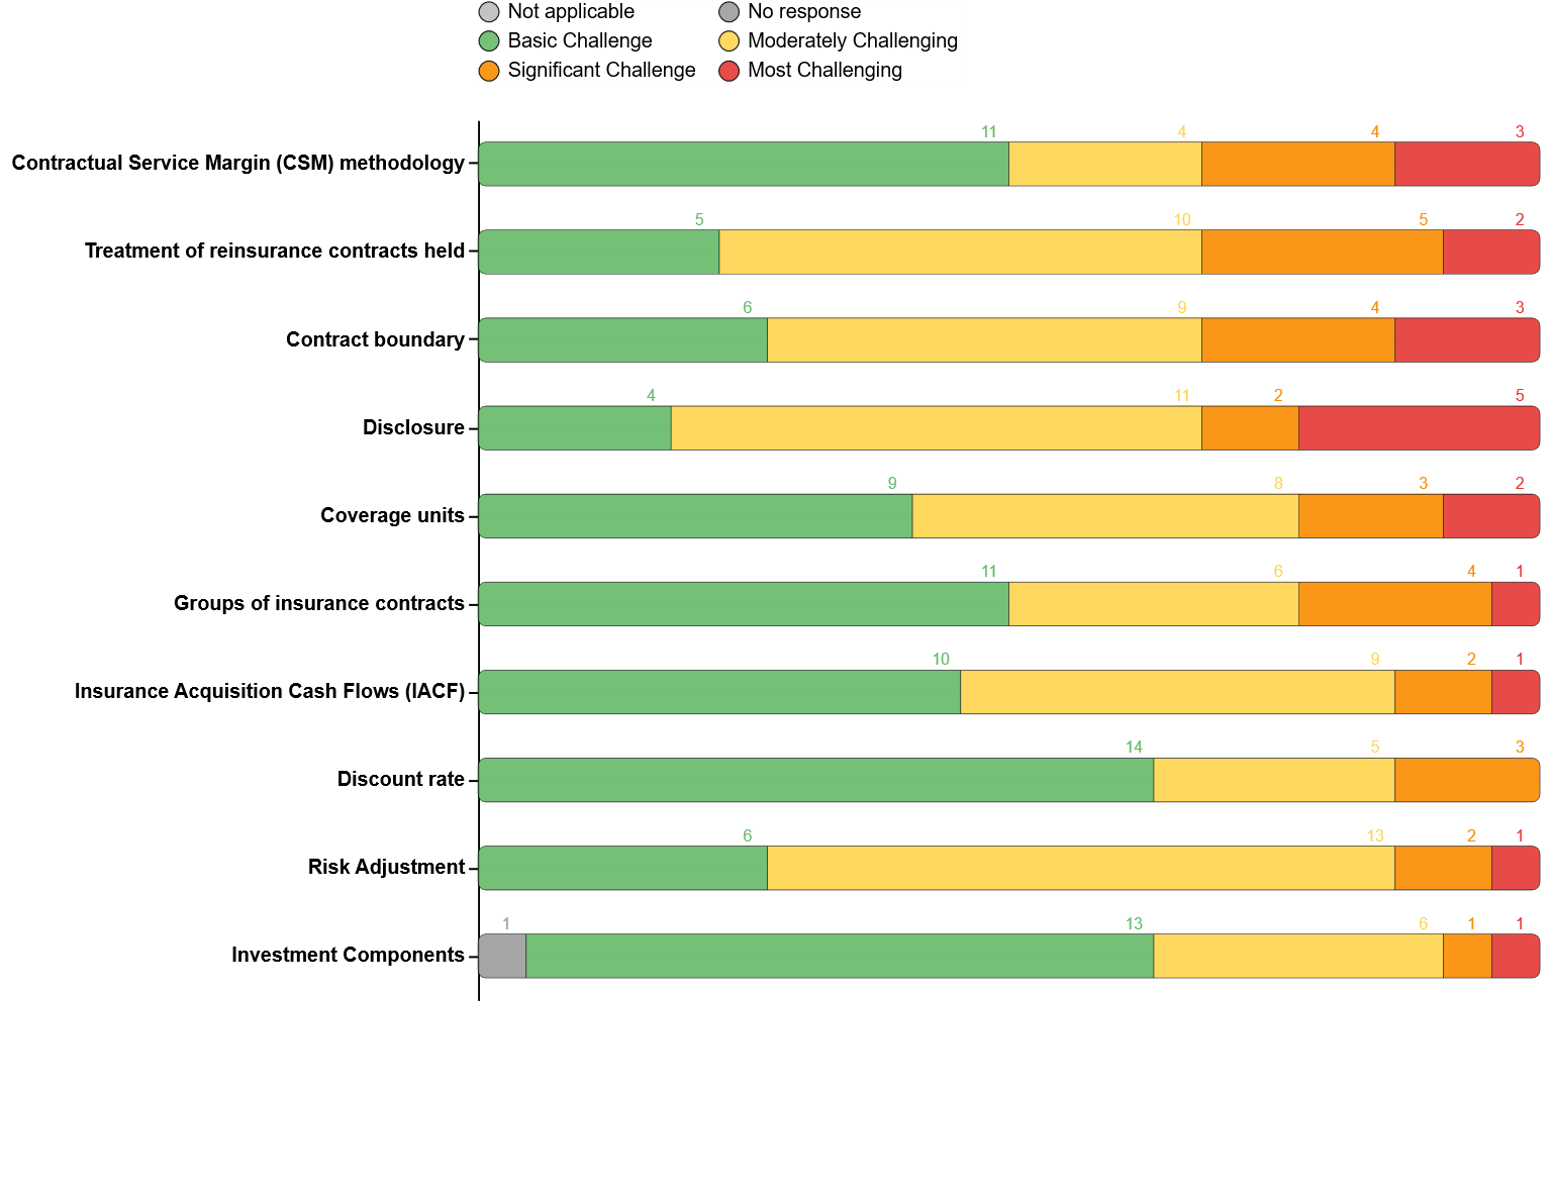 Not applicable No response
Basic Challenge Moderately Challenging
Significant Challenge Most Challenging
11 4 4 3
Contractual Service Margin (CSM) methodology
5 10 5 2
Treatment of reinsurance contracts held
6 9 4 3
Contract boundary
4 11 2 5
Disclosure
9 8 3 2
Coverage units
11 6 4 1
Groups of insurance contracts
10 9 2 1
Insurance Acquisition Cash Flows (IACF)
14 5 3
Discount rate
6 13 2 1
Risk Adjustment
1 13 6 1 1
Investment Components